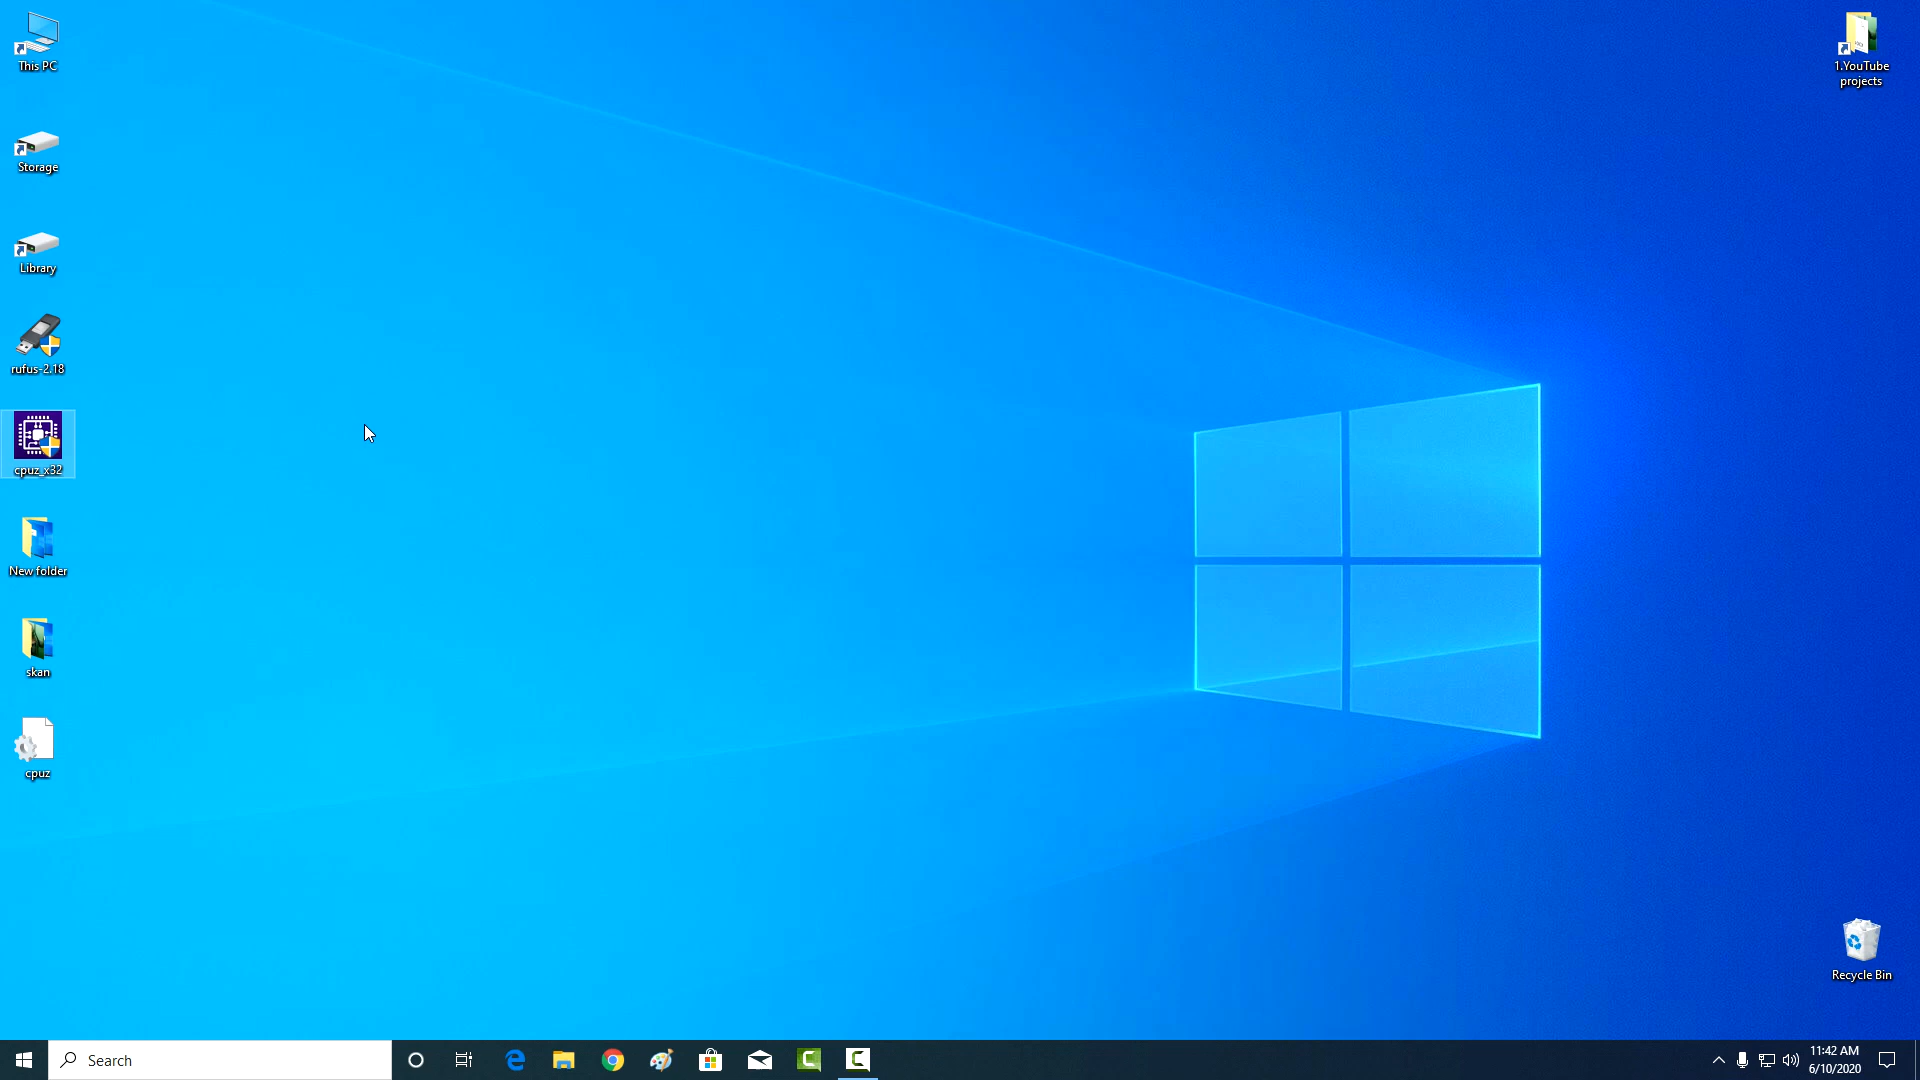 This PC
1.YouTube
projects
Storage
Library
rufus-2.18
cpuz_x32
New folder
skan
cpuz
Recycle Bin
Search
11:42 AM
6/10/2020